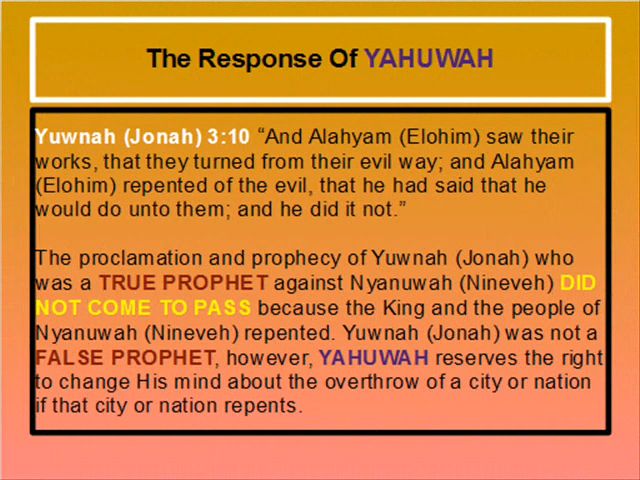 The Response Of YAHUWAH
Yuwnah (Jonah) 3:10 “And Alahyam (Elohim) saw their
works, that they turned from their evil way; and Alahyam
(Elohim) repented of the evil, that he had said that he
would do unto them; and he did it not.”
The proclamation and prophecy of Yuwnah (Jonah) who
was a TRUE PROPHET against Nyanuwah (Nineveh) DID
NOT COME TO PASS because the King and the people of
Nyanuwah (Nineveh) repented. Yuwnah (Jonah) was not a
FALSE PROPHET, however, YAHUWAH reserves the right
to change His mind about the overthrow of a city or nation
if that city or nation repents.